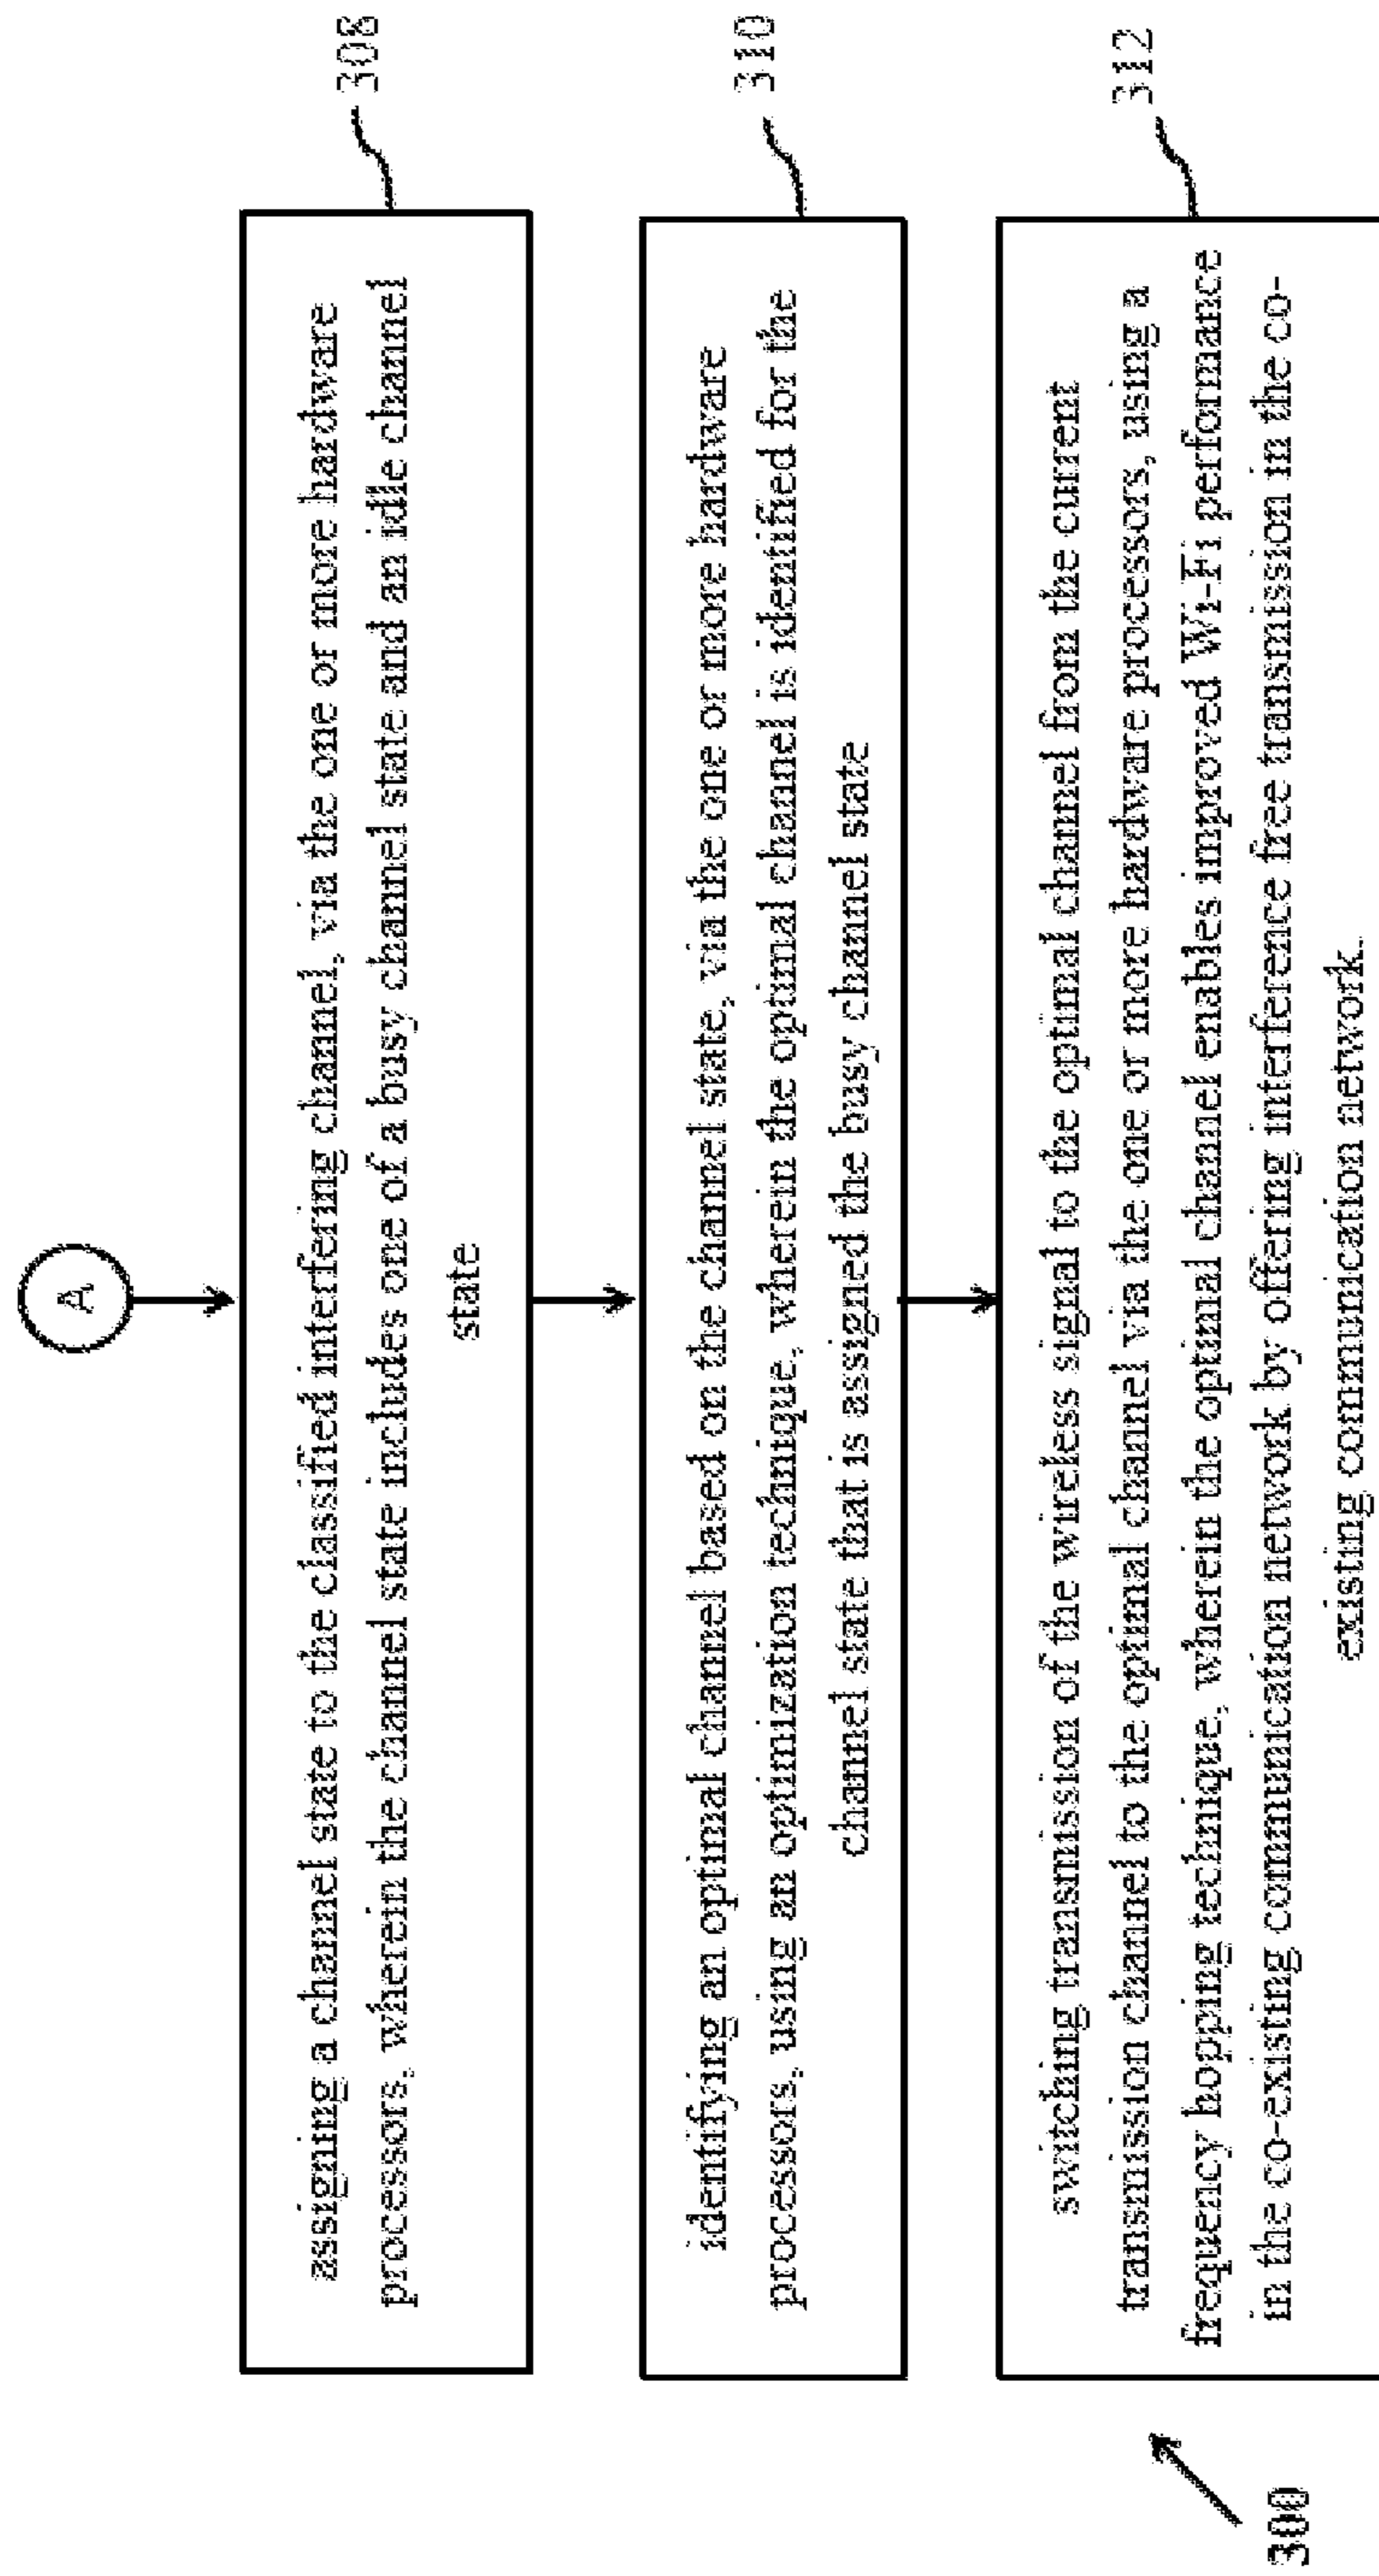 A
assigning a channel state to the classified interfering channel, via the one or more hardware
processors, wherein the channel state includes one of a busy channel state and an idle channel
state
308
identifying an optimal channel based on the channel state, via the one or more hardware
processors, using an optimization technique, wherein the optimal channel is identified for the
channel state that is assigned the busy channel state
310
switching transmission of the wireless signal to the optimal channel from the current
transmission channel to the optimal channel via the one or more hardware processors, using a
frequency hopping technique, wherein the optimal channel enables improved Wi-Fi performance
in the co-existing communication network by offering interference free transmission in the co-
existing communication network.
312
300